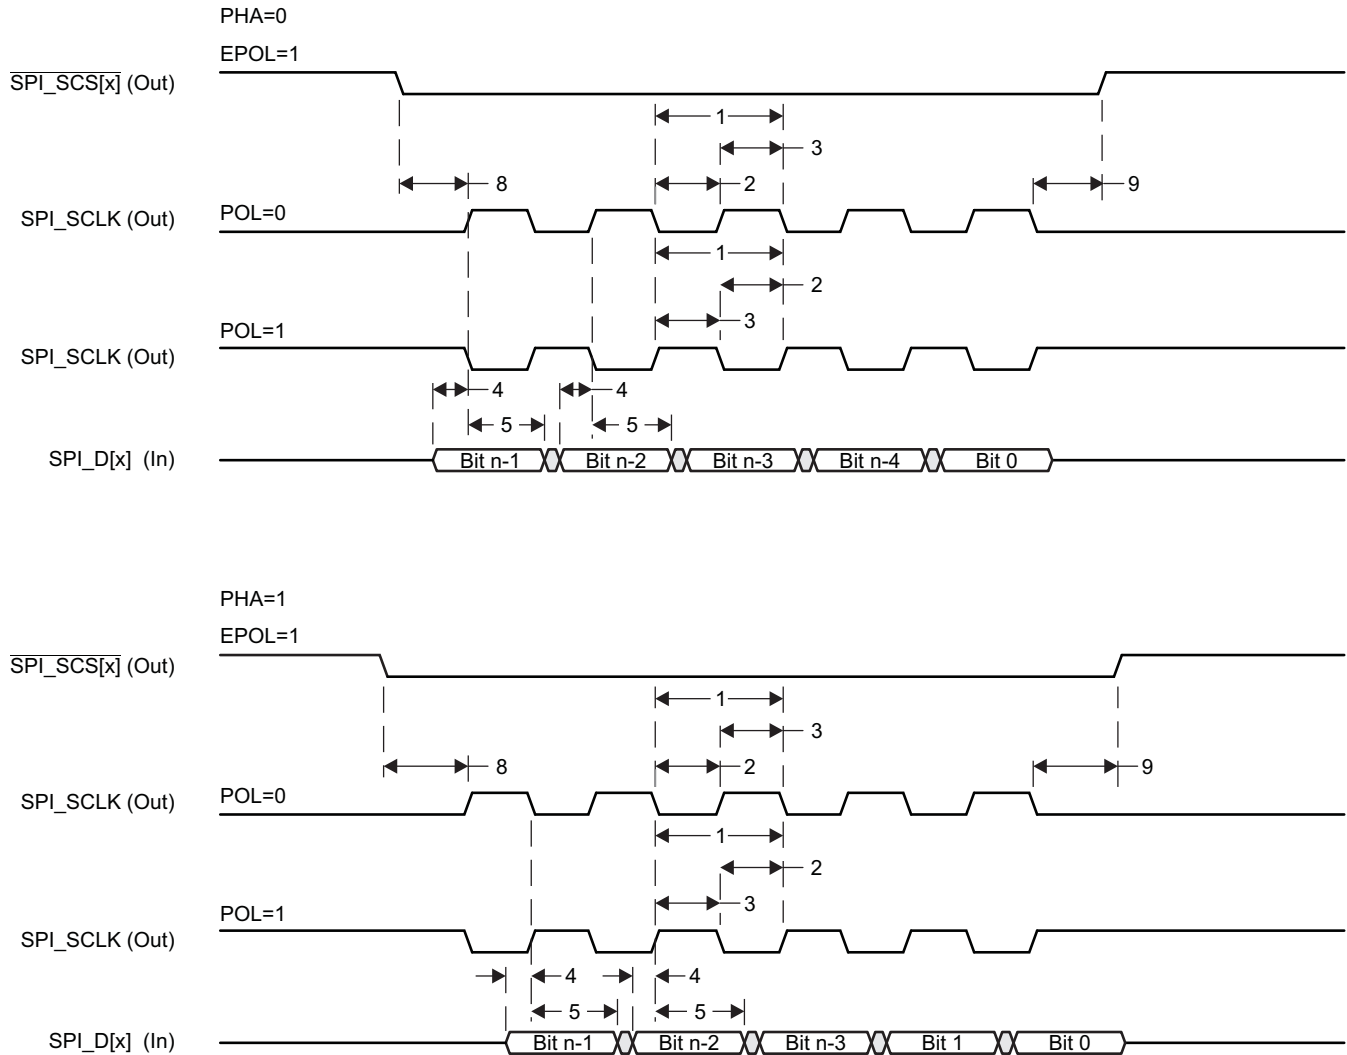 PHA=0
EPOL=1
SPI_SCS[x] (Out)
1
3
8
2
9
SPI_SCLK (Out)
POL=0
1
2
3
POL=1
SPI_SCLK (Out)
4
4
5
5
SPI_D[x] (In)
Bit n-1
Bit n-2
Bit n-3
Bit n-4
Bit 0
PHA=1
EPOL=1
SPI_SCS[x] (Out)
1
3
8
2
9
SPI_SCLK (Out)
POL=0
1
2
3
POL=1
SPI_SCLK (Out)
4
4
5
5
SPI_D[x] (In)
Bit n-1
Bit n-2
Bit n-3
Bit 1
Bit 0